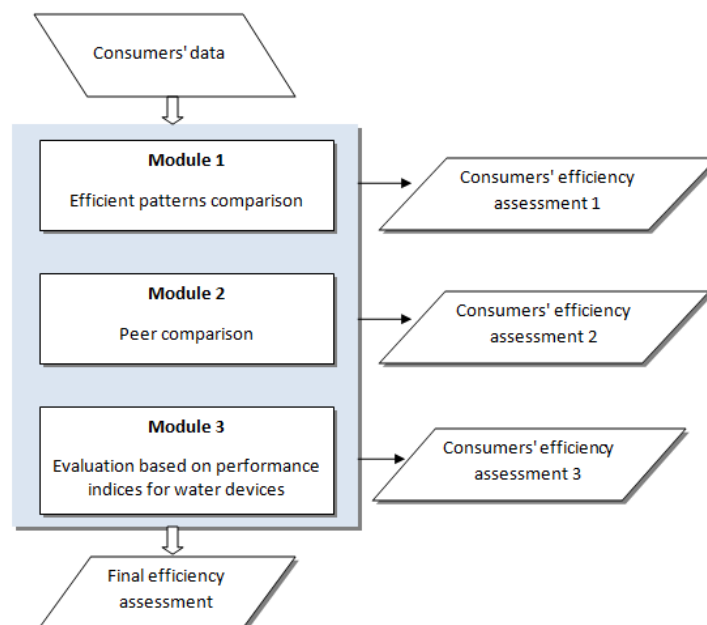 Consumers' data
Module 1
Efficient patterns comparison
Consumers' efficiency
assessment 1
Module 2
Peer comparison
Consumers' efficiency
assessment 2
Module 3
Evaluation based on performance
indices for water devices
Consumers' efficiency
assessment 3
Final efficiency
assessment